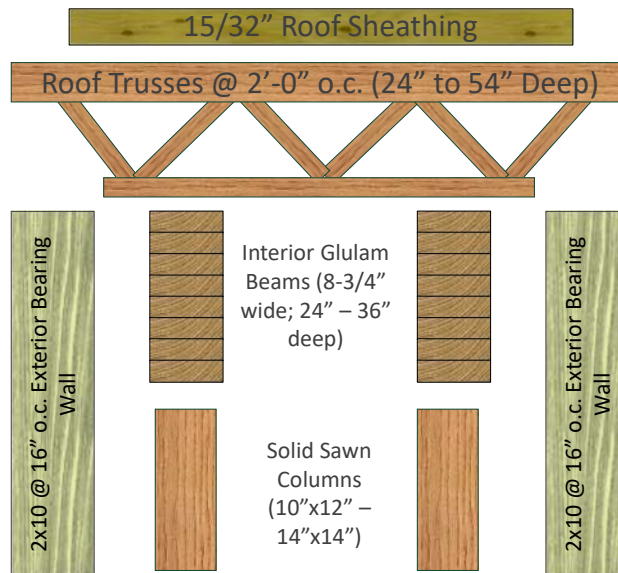 15/32” Roof Sheathing
Roof Trusses @ 2’-0” o.c. (24” to 54” Deep)
2x10 @ 16” o.c. Exterior Bearing
Wall
Interior Glulam
Beams (8-3/4”
wide; 24” – 36”
deep)
Solid Sawn
Columns
(10”x12” –
14”x14”)
2x10 @ 16” o.c. Exterior Bearing
Wall